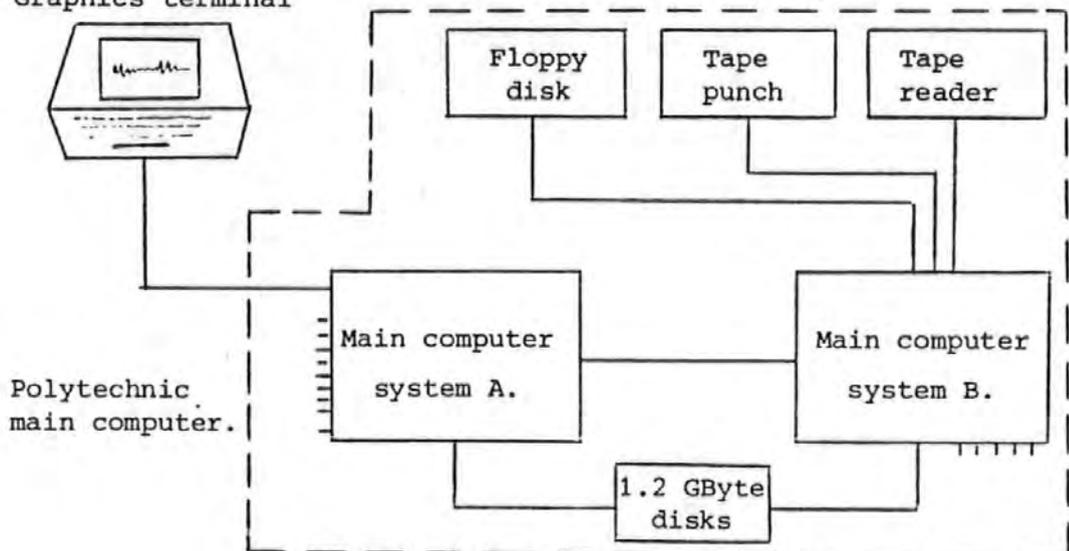 Graphics terminal
Floppy
disk
Tape
punch
Tape
reader
Main computer
system A.
Main computer
system B.
Polytechnic
main computer.
1.2 GByte
disks